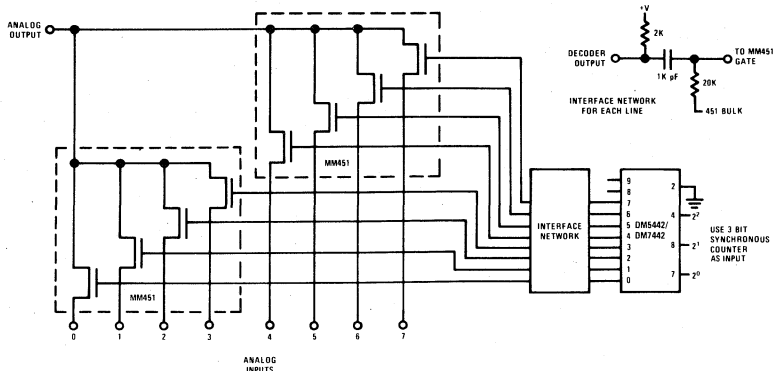 ANALOG
OUTPUT
+V
2K
DECODER
OUTPUT
TO MM451
GATE
1K pF
20K
INTERFACE NETWORK
FOR EACH LINE
451 BULK
MM451
MM451
INTERFACE
NETWORK
9
8
7
6
5
4
3
2
1
0
DM5442/
DM7442
2
4
8
7
2²
2¹
2⁰
USE 3 BIT
SYNCHRONOUS
COUNTER
AS INPUT
0 1 2 3 4 5 6 7
ANALOG
INPUTS